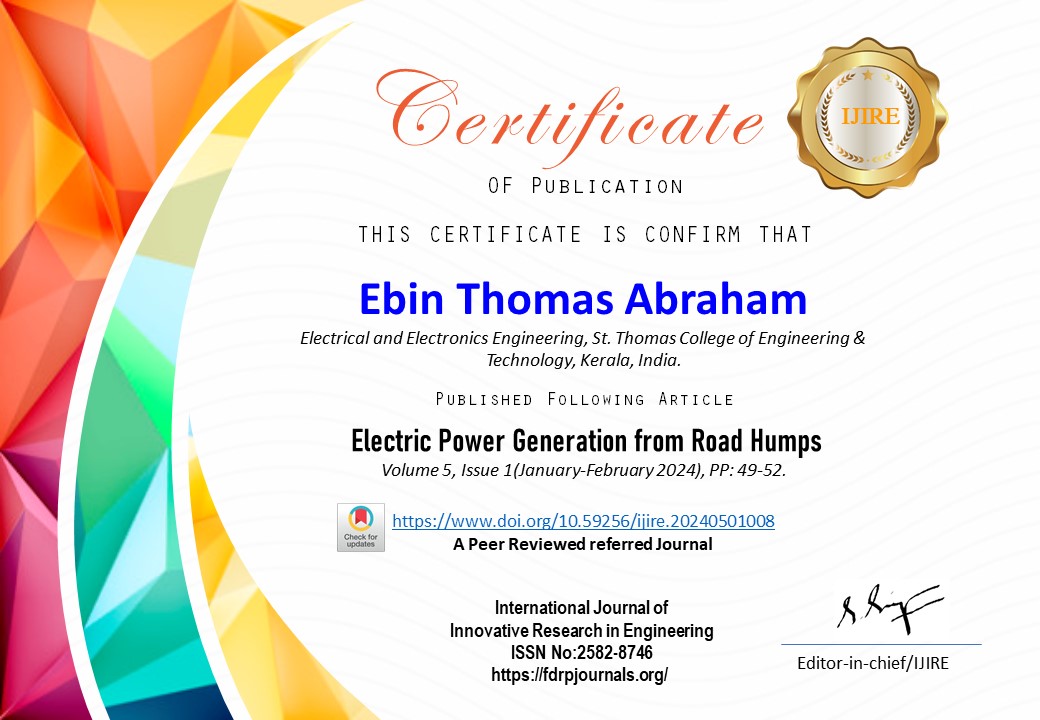 Certificate
IJIRE
OF PUBLICATION
THIS CERTIFICATE IS CONFIRM THAT
Ebin Thomas Abraham
Electrical and Electronics Engineering, St. Thomas College of Engineering &
Technology, Kerala, India.
PUBLISHED FOLLOWING ARTICLE
Electric Power Generation from Road Humps
Volume 5, Issue 1(January-February 2024), PP: 49-52.
Check for
updates
https://www.doi.org/10.59256/ijire.20240501008
A Peer Reviewed referred Journal
International Journal of
Innovative Research in Engineering
ISSN No:2582-8746
https://fdrpjournals.org/
Editor-in-chief/IJIRE